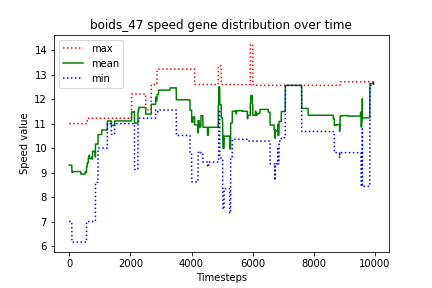 boids_47 speed gene distribution over time
max
mean
min
Speed value
14
13
12
11
10
9
8
7
6
0
2000
4000
6000
8000
10000
Timesteps